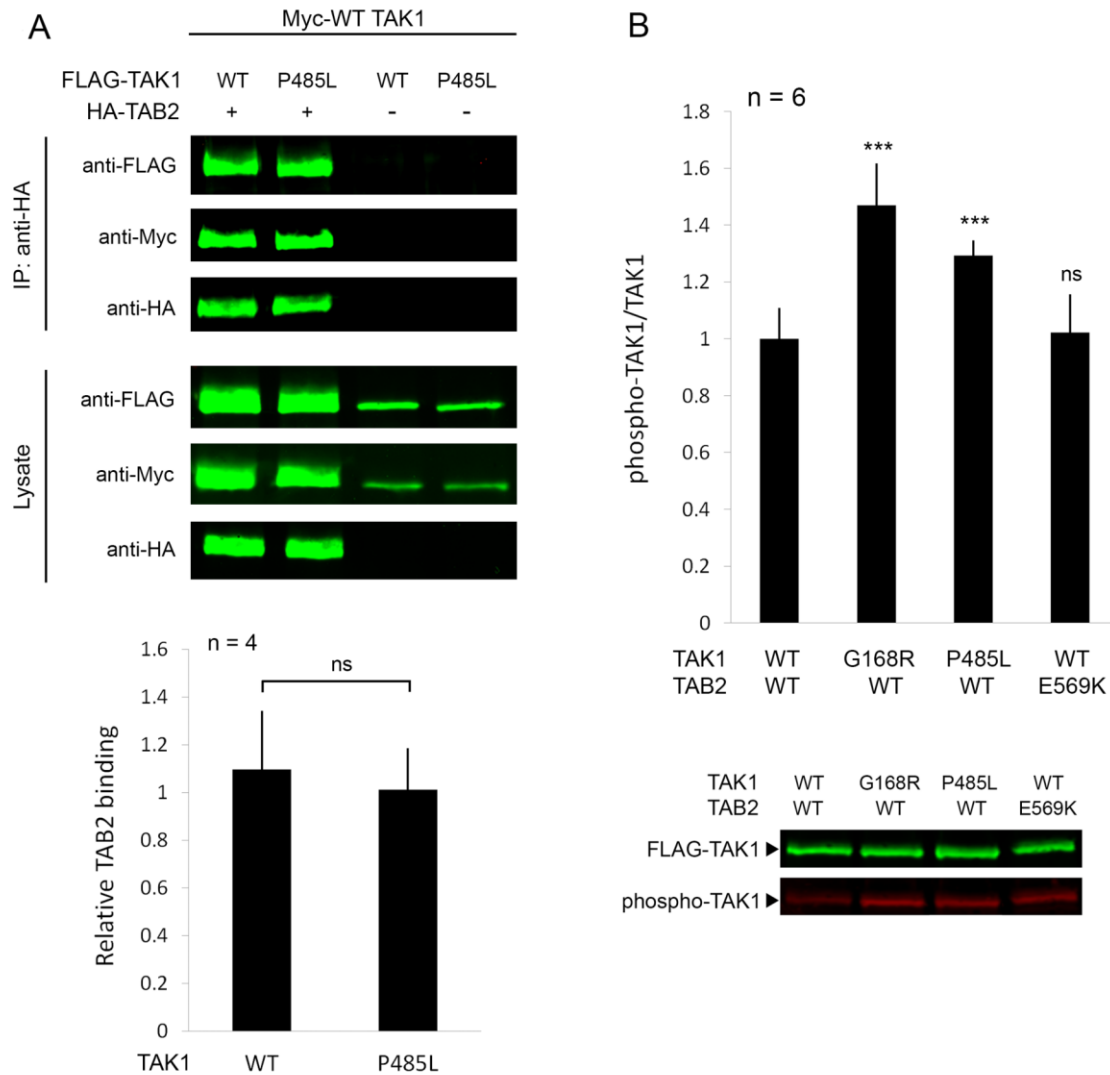 A
Myc-WT TAK1
FLAG-TAK1 WT P485L WT P485L
HA-TAB2 + + - -
IP: anti-HA
anti-FLAG
anti-Myc
anti-HA
Lysate
anti-FLAG
anti-Myc
anti-HA
n = 4
ns
Relative TAB2 binding
1.6
1.4
1.2
1
0.8
0.6
0.4
0.2
0
TAK1 WT P485L
B
n = 6
phospho-TAK1/TAK1
1.8
1.6
1.4
1.2
1
0.8
0.6
0.4
0.2
0
***
***
ns
TAK1 WT G168R P485L WT
TAB2 WT WT WT E569K
TAK1 WT G168R P485L WT
TAB2 WT WT WT E569K
FLAG-TAK1
phospho-TAK1